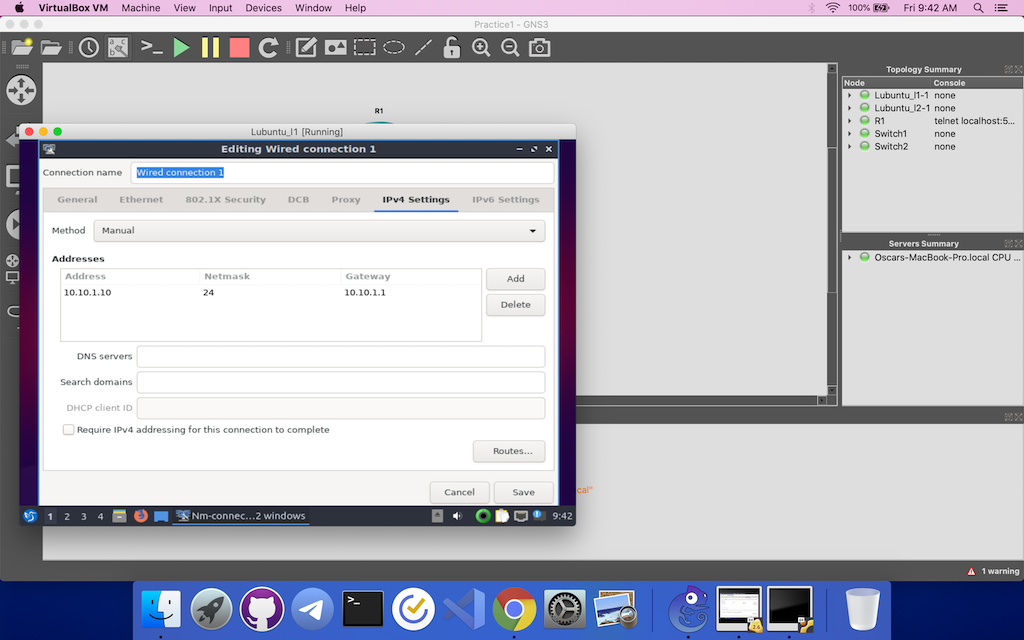 VirtualBox VM Machine View Input Devices Window Help 100% Fri 9:42 AM
Practice1 - GNS3
Topology Summary
Node Console
Lubuntu_l1-1 none
Lubuntu_l2-1 none
R1 telnet localhost:5...
Switch1 none
Switch2 none
Servers Summary
Oscars-MacBook-Pro.local CPU ...
R1
Lubuntu_l1 [Running]
Editing Wired connection 1
Connection name Wired connection 1
General Ethernet 802.1X Security DCB Proxy IPv4 Settings IPv6 Settings
Method Manual
Addresses
Address Netmask Gateway
10.10.1.10 24 10.10.1.1
Add
Delete
DNS servers
Search domains
DHCP client ID
Require IPv4 addressing for this connection to complete
Routes...
Cancel Save
cal"
1 2 3 4 Nm-connec...2 windows 9:42
1 warning